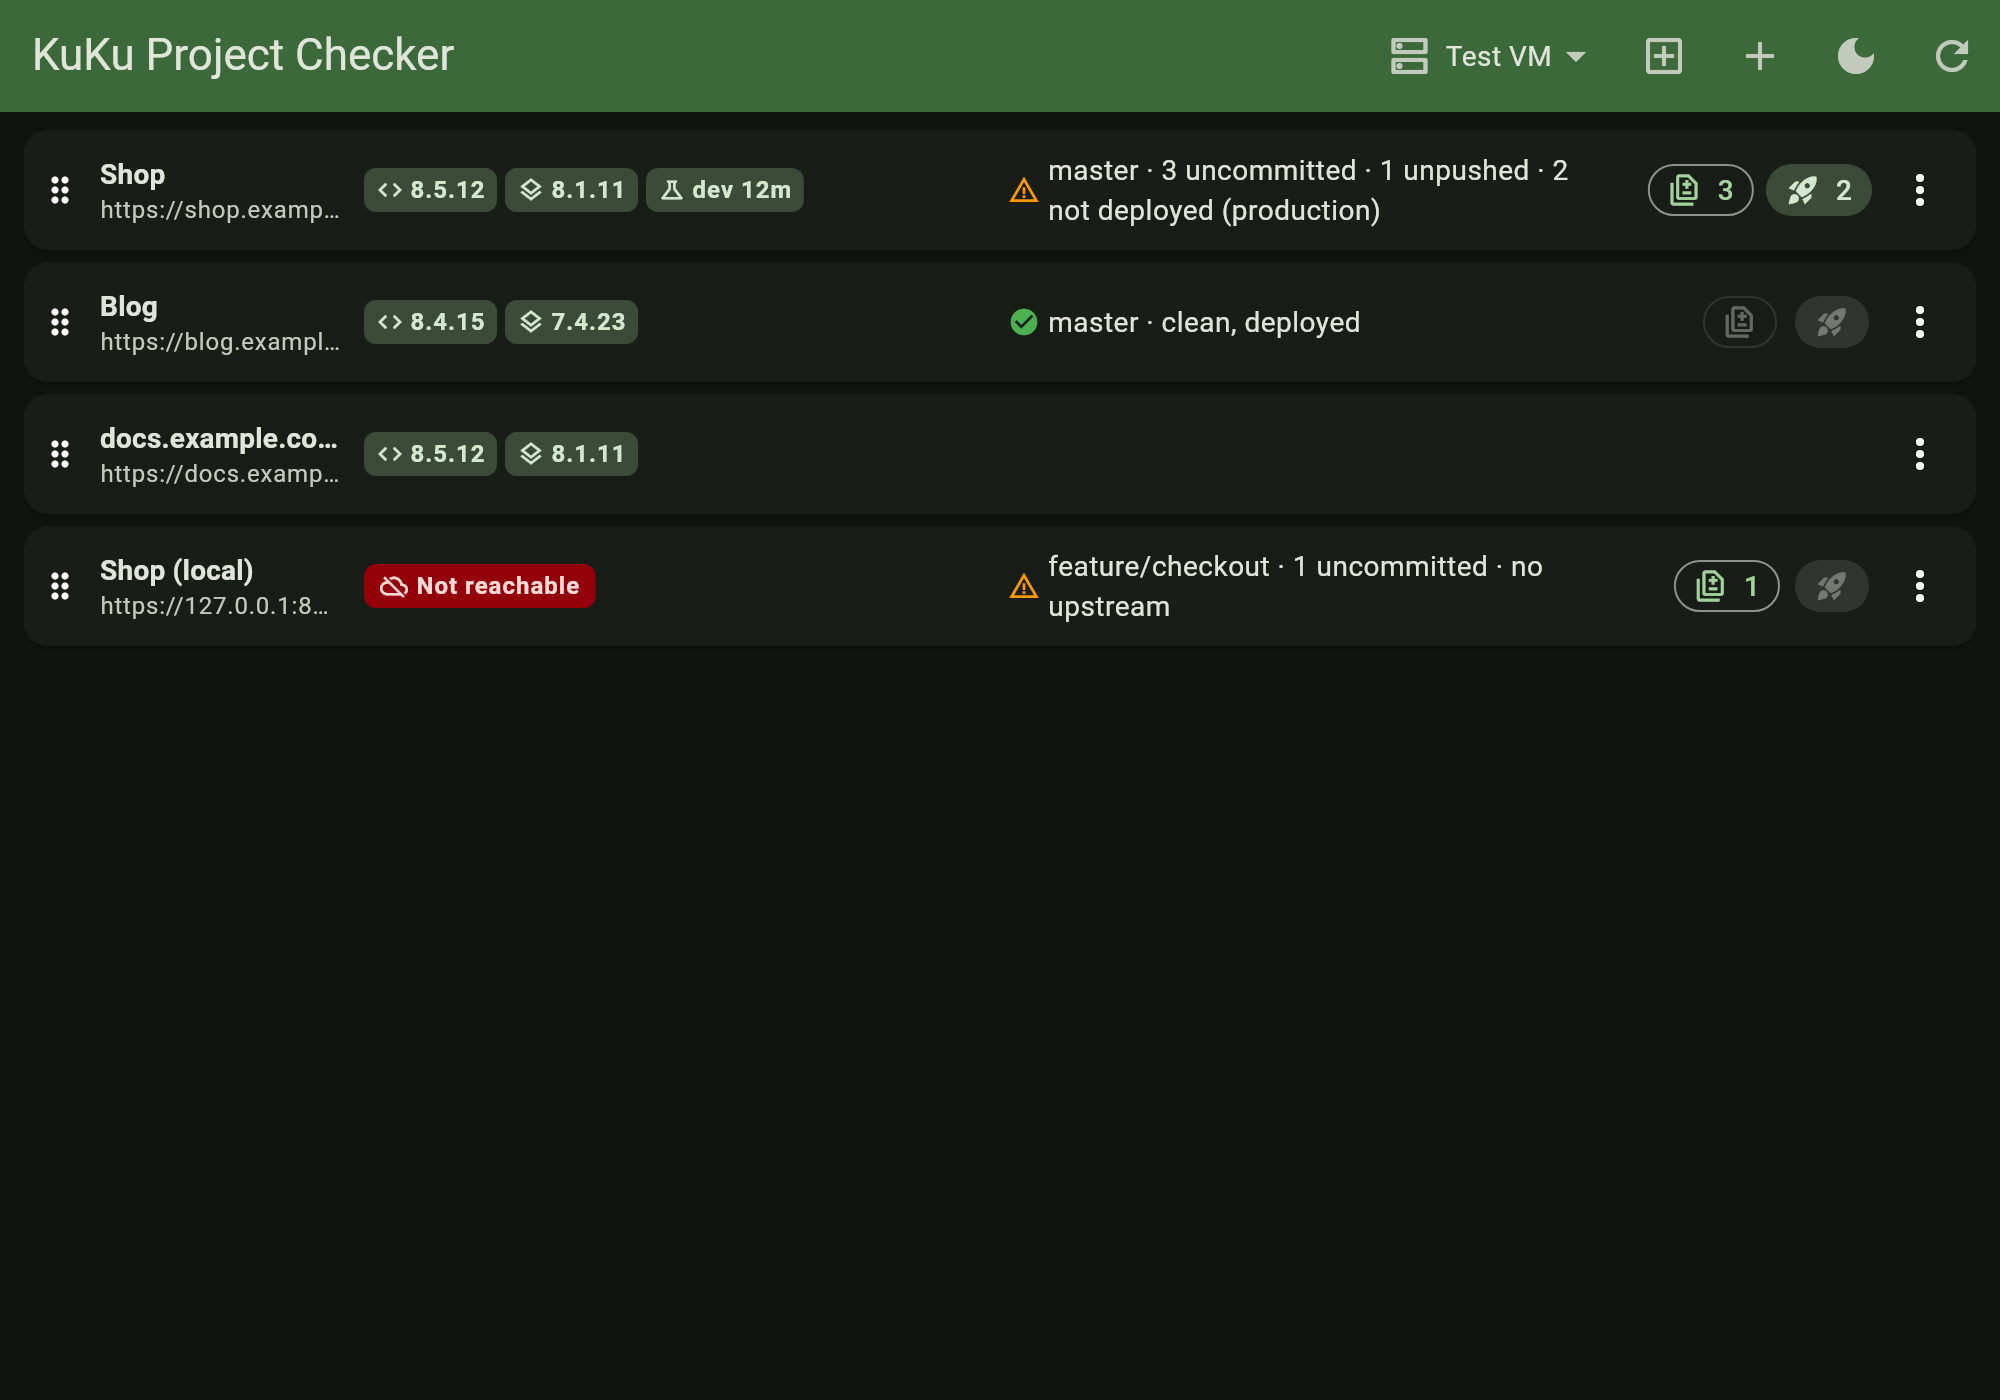 KuKu Project Checker
Test VM
Shop
https://shop.examp…
8.5.12
8.1.11
dev 12m
master · 3 uncommitted · 1 unpushed · 2
not deployed (production)
3
2
Blog
https://blog.exampl…
8.4.15
7.4.23
master · clean, deployed
docs.example.co…
https://docs.examp…
8.5.12
8.1.11
Shop (local)
https://127.0.0.1:8…
Not reachable
feature/checkout · 1 uncommitted · no
upstream
1